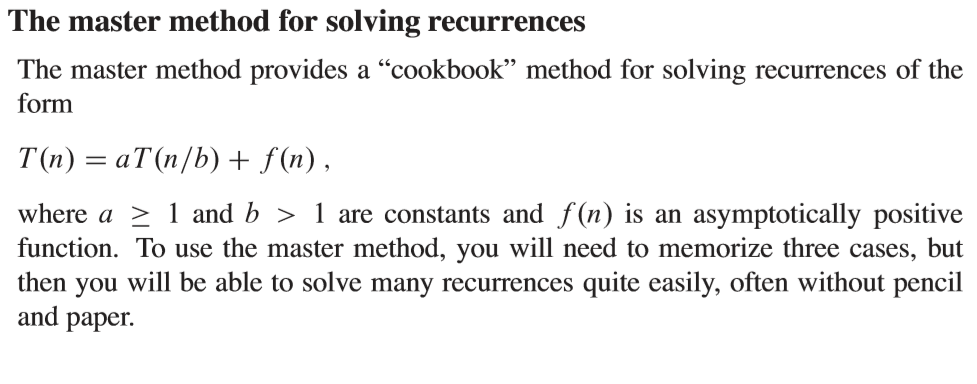 The master method for solving recurrences
The master method provides a “cookbook” method for solving recurrences of the
form
T(n) = aT(n/b) + f(n) ,
where a ≥ 1 and b > 1 are constants and f(n) is an asymptotically positive
function. To use the master method, you will need to memorize three cases, but
then you will be able to solve many recurrences quite easily, often without pencil
and paper.